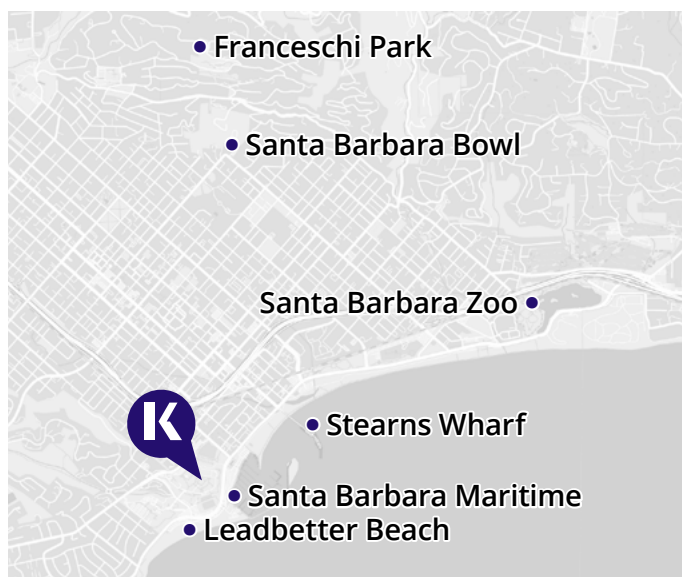 Franceschi Park
Santa Barbara Bowl
Santa Barbara Zoo
K
Stearns Wharf
Santa Barbara Maritime
Leadbetter Beach